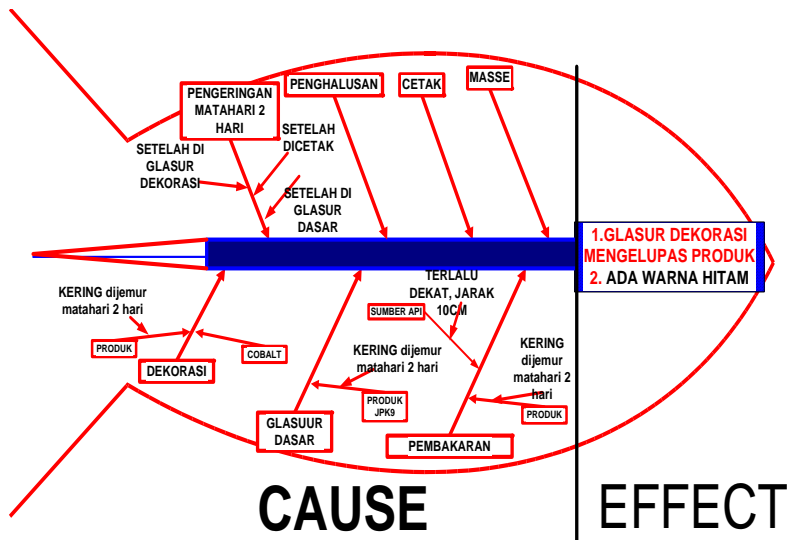 PENGERINGAN
MATAHARI 2
HARI
PENGHALUSAN
CETAK
MASSE
SETELAH
DICETAK
SETELAH DI
GLASUR
DEKORASI
SETELAH DI
GLASUR
DASAR
1.GLASUR DEKORASI
MENGELUPAS PRODUK
2. ADA WARNA HITAM
TERLALU
DEKAT, JARAK
10CM
SUMBER API
KERING dijemur
matahari 2 hari
PRODUK
COBALT
DEKORASI
KERING dijemur
matahari 2 hari
PRODUK
JPK9
GLASUUR
DASAR
KERING
dijemur
matahari 2
hari
PRODUK
PEMBAKARAN
CAUSE
EFFECT